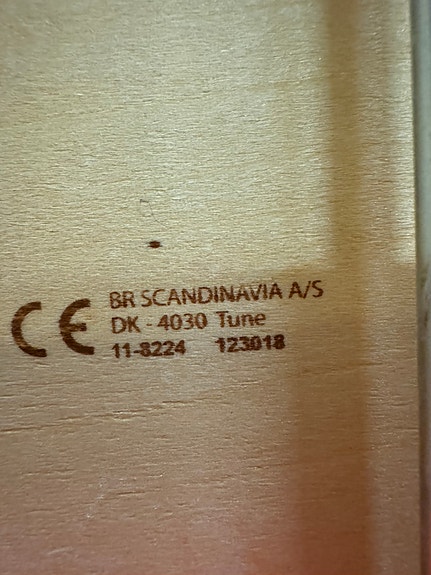 CE
BR SCANDINAVIA A/S
DK - 4030 Tune
11-8224 123018